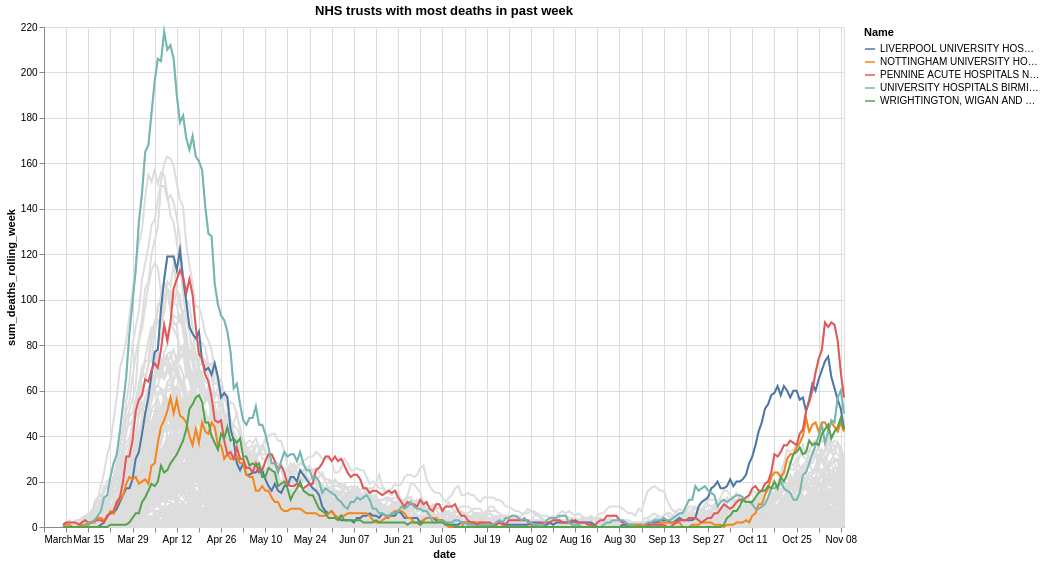 NHS trusts with most deaths in past week
220
200
180
160
140
120
100
80
60
40
20
0
sum_deaths_rolling_week
March Mar 15 Mar 29 Apr 12 Apr 26 May 10 May 24 Jun 07 Jun 21 Jul 05 Jul 19 Aug 02 Aug 16 Aug 30 Sep 13 Sep 27 Oct 11 Oct 25 Nov 08
date
Name
LIVERPOOL UNIVERSITY HOS…
NOTTINGHAM UNIVERSITY HO…
PENNINE ACUTE HOSPITALS N…
UNIVERSITY HOSPITALS BIRMI…
WRIGHTINGTON, WIGAN AND …